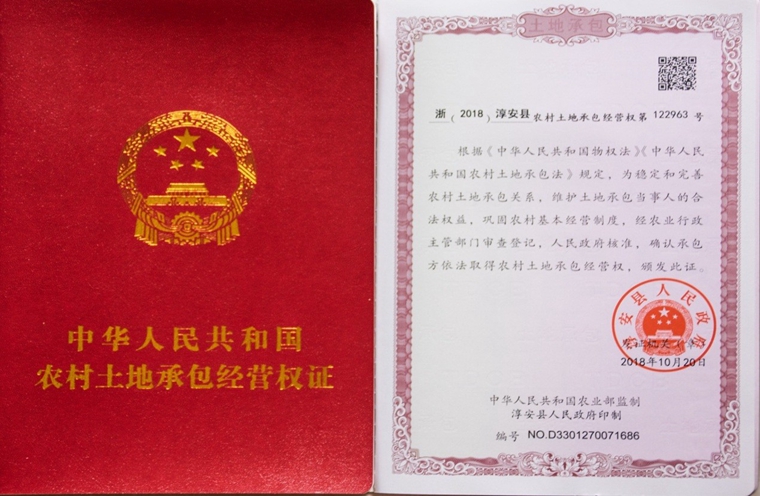 中华人民共和国
农村土地承包经营权证
土地承包
浙（2018）淳安县农村土地承包经营权第 122963 号
根据《中华人民共和国物权法》《中华人民
共和国农村土地承包法》规定，为稳定和完善
农村土地承包关系，维护土地承包当事人的合
法权益，巩固农村基本经营制度，经农业行政
主管部门审查登记，人民政府核准，确认承包
方依法取得农村土地承包经营权，颁发此证。
淳安县人民政府
发证机关（章）
2018年10月20日
中华人民共和国农业部监制
淳安县人民政府印制
编号 NO.D3301270071686